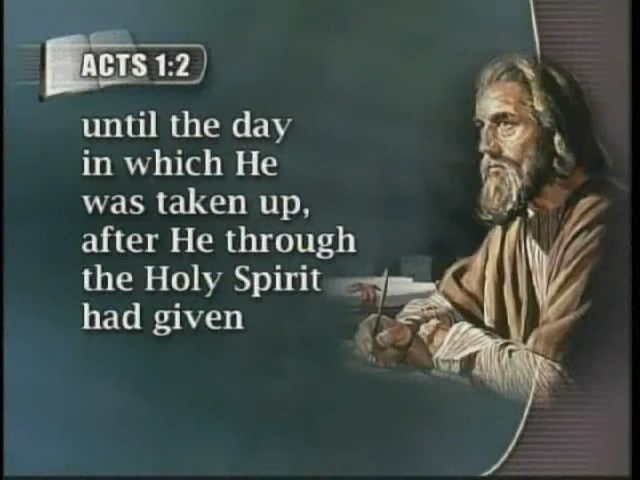 ACTS 1:2
until the day
in which He
was taken up,
after He through
the Holy Spirit
had given